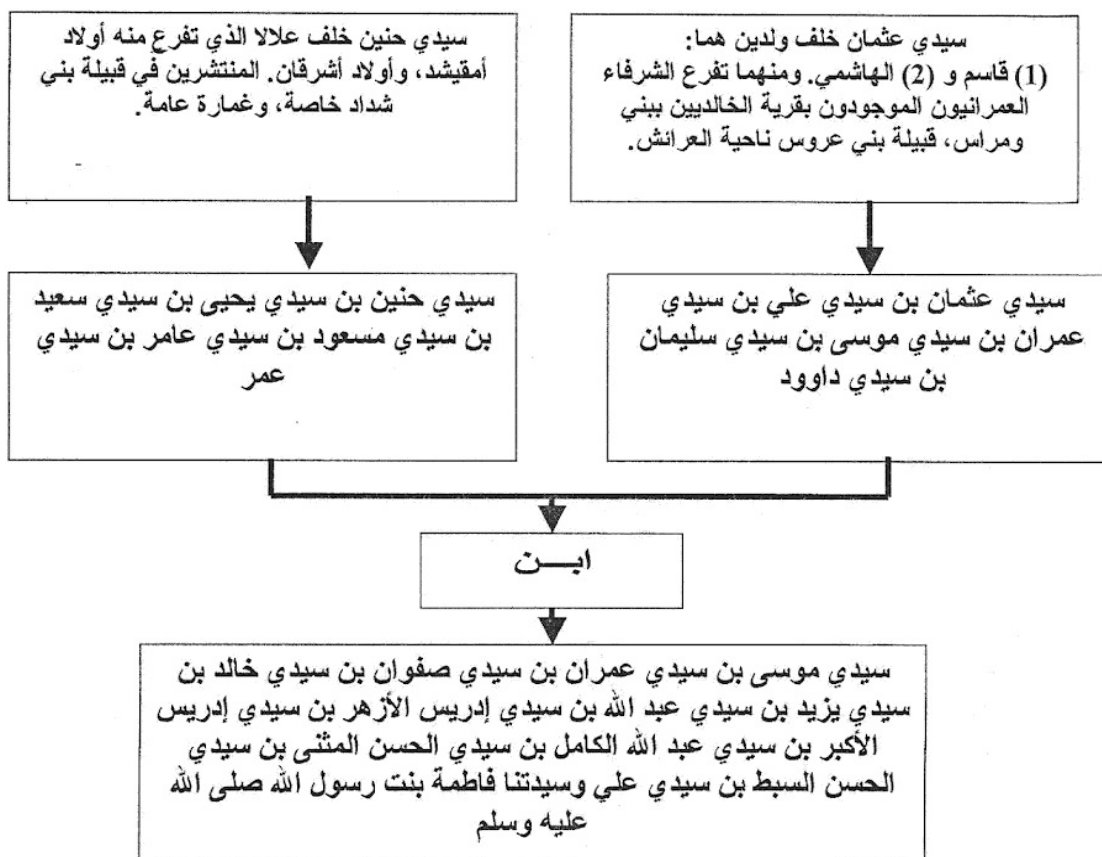 سيدي عثمان خلف ولدين هما:
(1) قاسم و (2) الهاشمي. ومنهما تفرع الشرفاء
العمرانيون الموجودون بقرية الخالديين ببني
ومراس، قبيلة بني عروس ناحية العرائش.
سيدي حنين خلف علالا الذي تفرع منه أولاد
أمقيشد، وأولاد أشرقان. المنتشرين في قبيلة بني
شداد خاصة، وغمارة عامة.
سيدي عثمان بن سيدي علي بن سيدي
عمران بن سيدي موسى بن سيدي سليمان
بن سيدي داوود
سيدي حنين بن سيدي يحيى بن سيدي سعيد
بن سيدي مسعود بن سيدي عامر بن سيدي
عمر
ابــن
سيدي موسى بن سيدي عمران بن سيدي صفوان بن سيدي خالد بن
سيدي يزيد بن سيدي عبد الله بن سيدي إدريس الأزهر بن سيدي إدريس
الأكبر بن سيدي عبد الله الكامل بن سيدي الحسن المثنى بن سيدي
الحسن السبط بن سيدي علي وسيدتنا فاطمة بنت رسول الله صلى الله
عليه وسلم